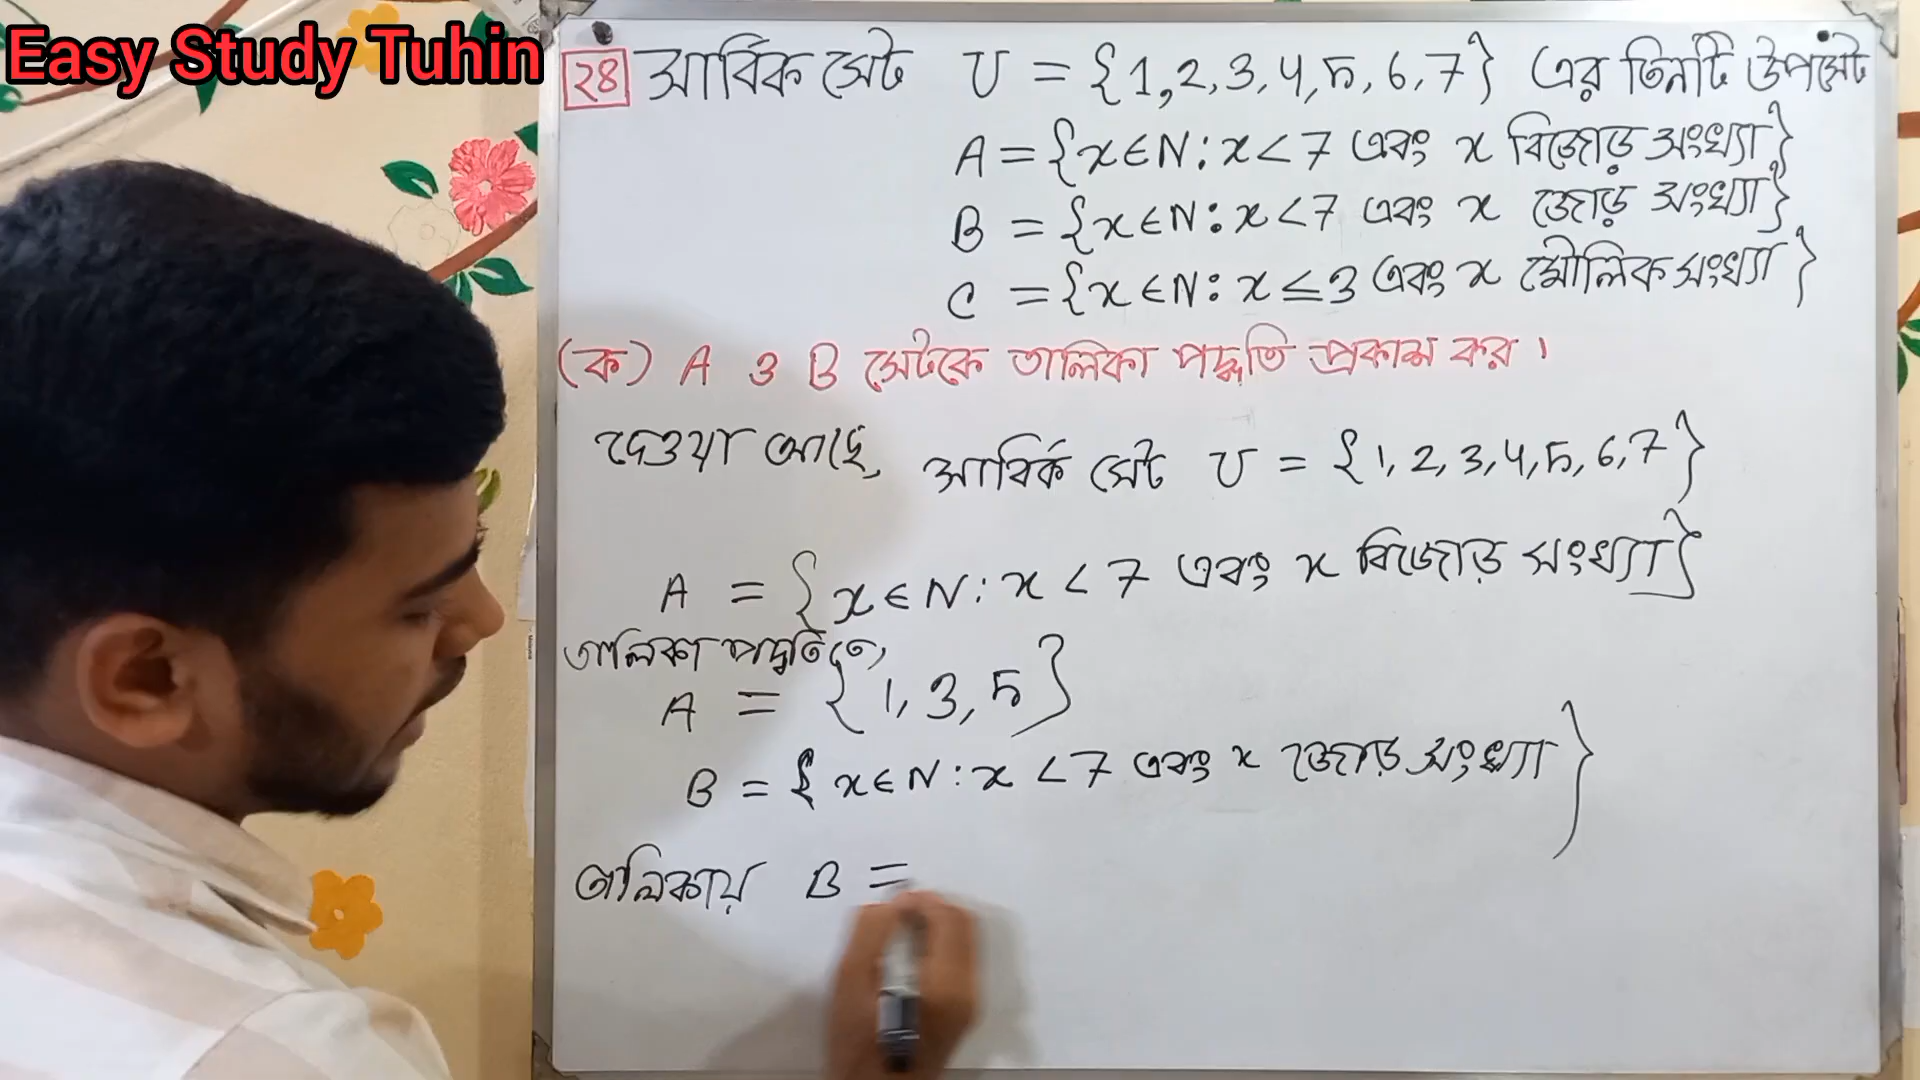 Easy Study Tuhin
২৪ সার্বিক সেট U = {1,2,3,4,5,6,7} এর তিনটি উপসেট
A = {x∈N: x<7 এবং x বিজোড় সংখ্যা}
B = {x∈N: x<7 এবং x জোড় সংখ্যা}
C = {x∈N: x≤3 এবং x মৌলিক সংখ্যা}
(ক) A ও B সেটকে তালিকা পদ্ধতি প্রকাশ কর।
দেওয়া আছে, সার্বিক সেট U = {1,2,3,4,5,6,7}
A = {x∈N: x<7 এবং x বিজোড় সংখ্যা}
তালিকা পদ্ধতিতে,
A = {1,3,5}
B = {x∈N: x<7 এবং x জোড় সংখ্যা}
তালিকায় B =